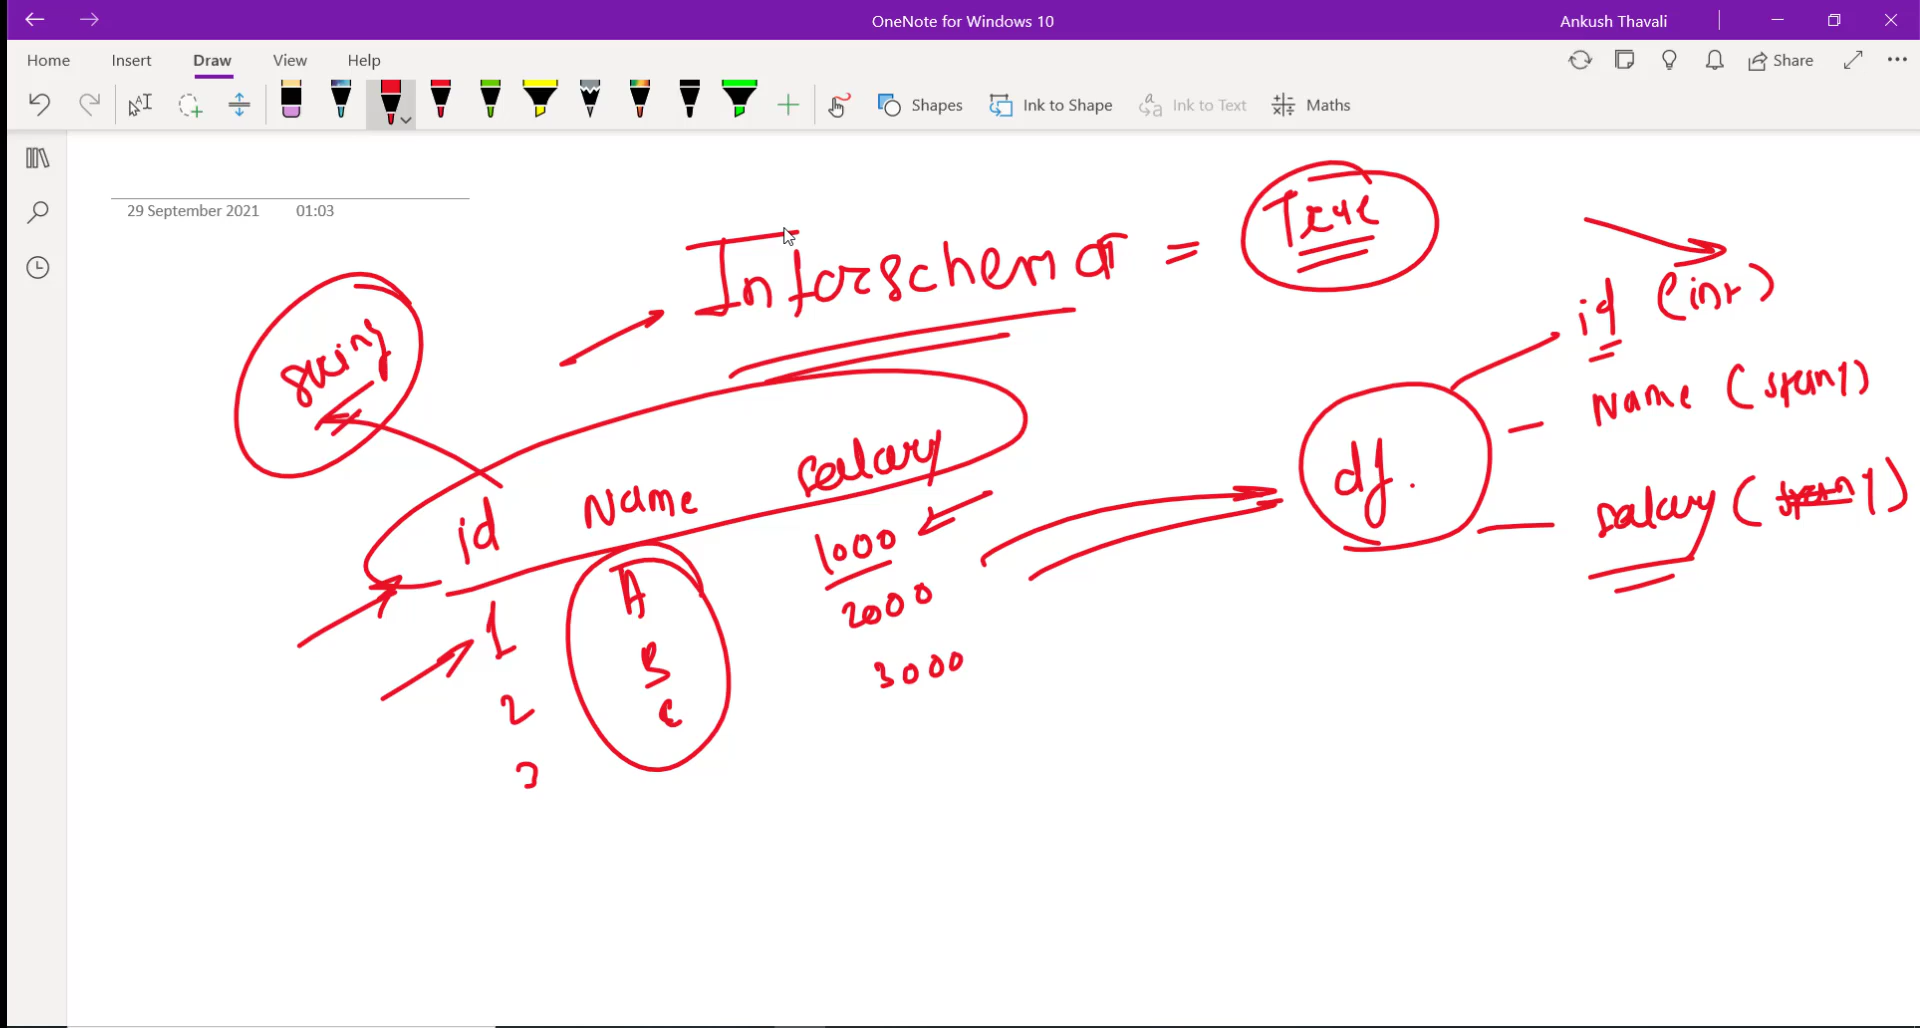 OneNote for Windows 10
Ankush Thavali
Home Insert Draw View Help
Share
Shapes Ink to Shape Ink to Text Maths
29 September 2021 01:03
Inforschema = True
string
id Name salary
1 A 1000
2 B 2000
3 C 3000
df.
id (int)
Name (string)
salary (string)